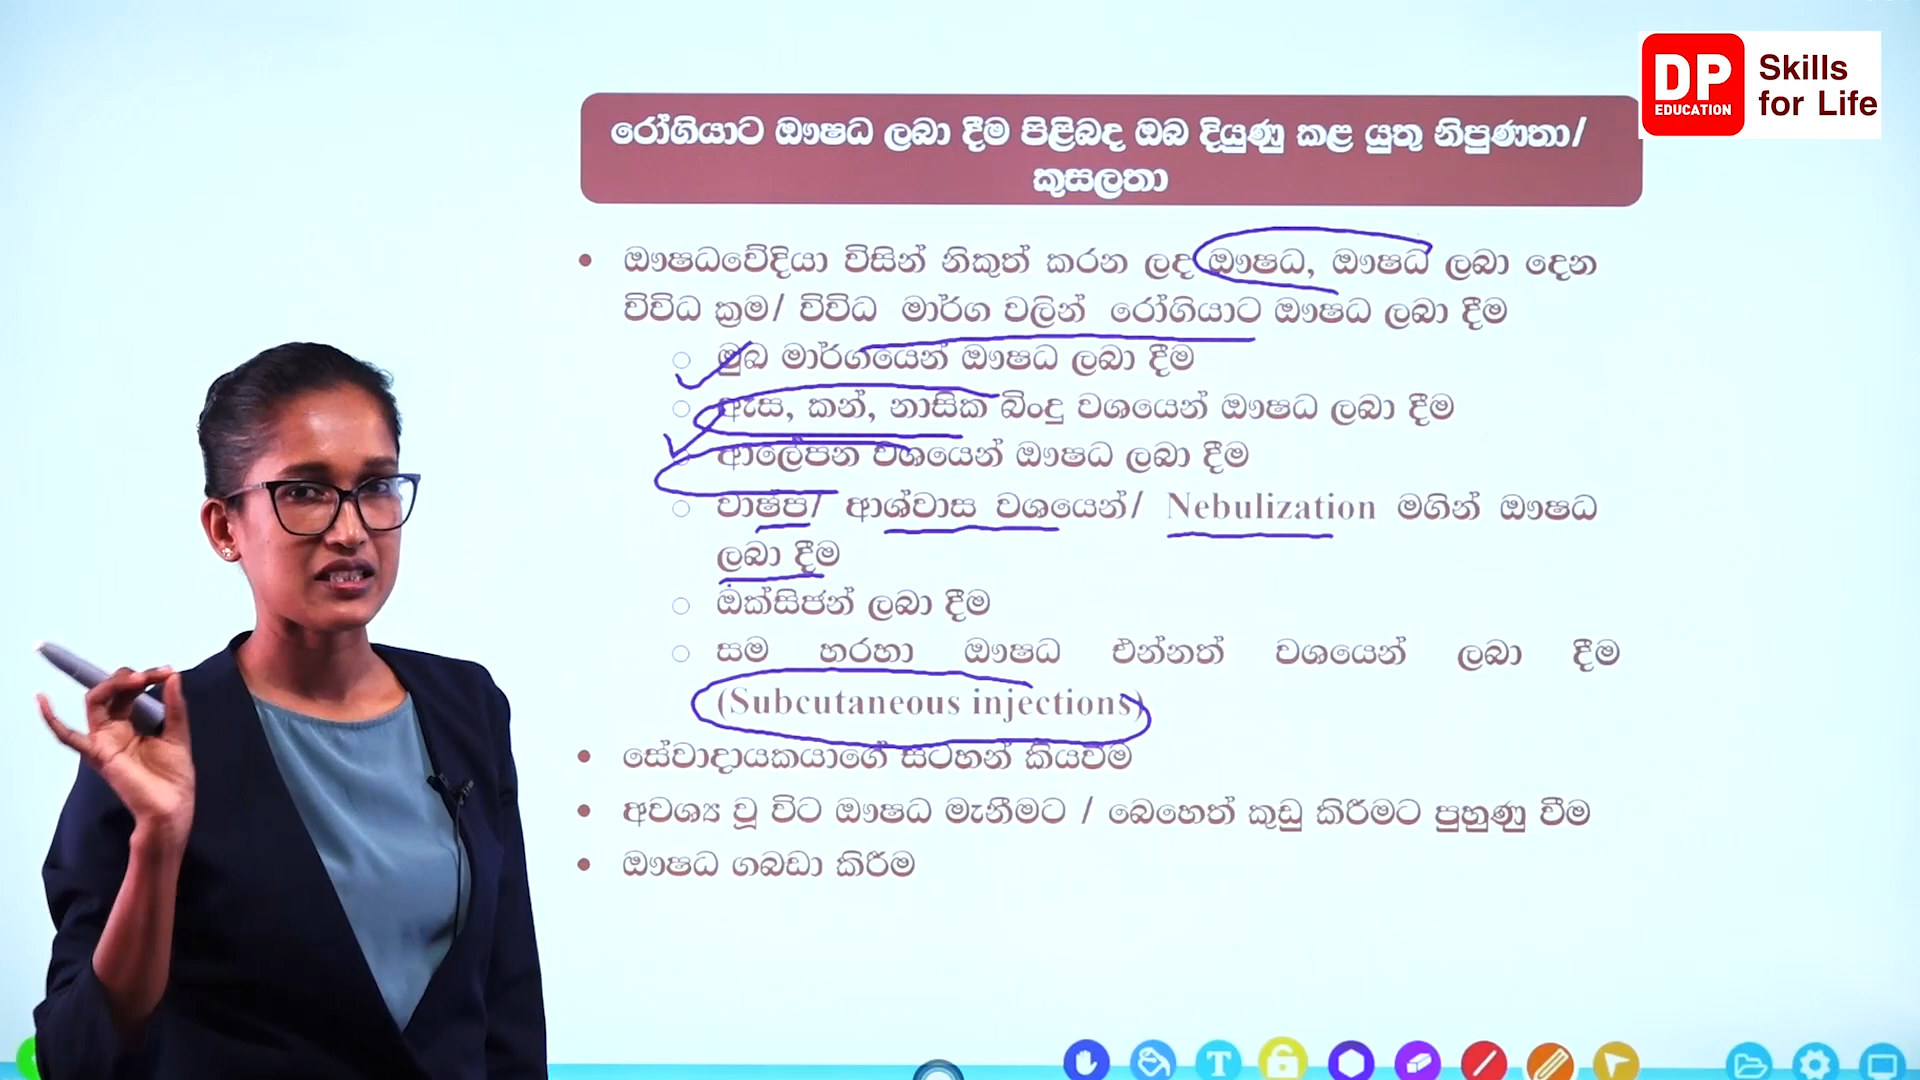 DP
EDUCATION
Skills
for Life
රෝගියාට ඖෂධ ලබා දීම පිළිබද ඔබ දියුණු කළ යුතු නිපුණතා/
කුසලතා
• ඖෂධවේදියා විසින් නිකුත් කරන ලද ඖෂධ, ඖෂධ ලබා දෙන
විවිධ ක්‍රම/ විවිධ මාර්ග වලින් රෝගියාට ඖෂධ ලබා දීම
○ මුඛ මාර්ගයෙන් ඖෂධ ලබා දීම
○ ඇස, කන්, නාසික බිංදු වශයෙන් ඖෂධ ලබා දීම
○ ආලේපන වශයෙන් ඖෂධ ලබා දීම
○ වාෂ්ප/ ආශ්වාස වශයෙන්/ Nebulization මගින් ඖෂධ
ලබා දීම
○ ඔක්සිජන් ලබා දීම
○ සම හරහා ඖෂධ එන්නත් වශයෙන් ලබා දීම
(Subcutaneous injections)
• සේවාදායකයාගේ සටහන් කියවීම
• අවශ්‍ය වූ විට ඖෂධ මැනීමට / බෙහෙත් කුඩු කිරීමට පුහුණු වීම
• ඖෂධ ගබඩා කිරීම